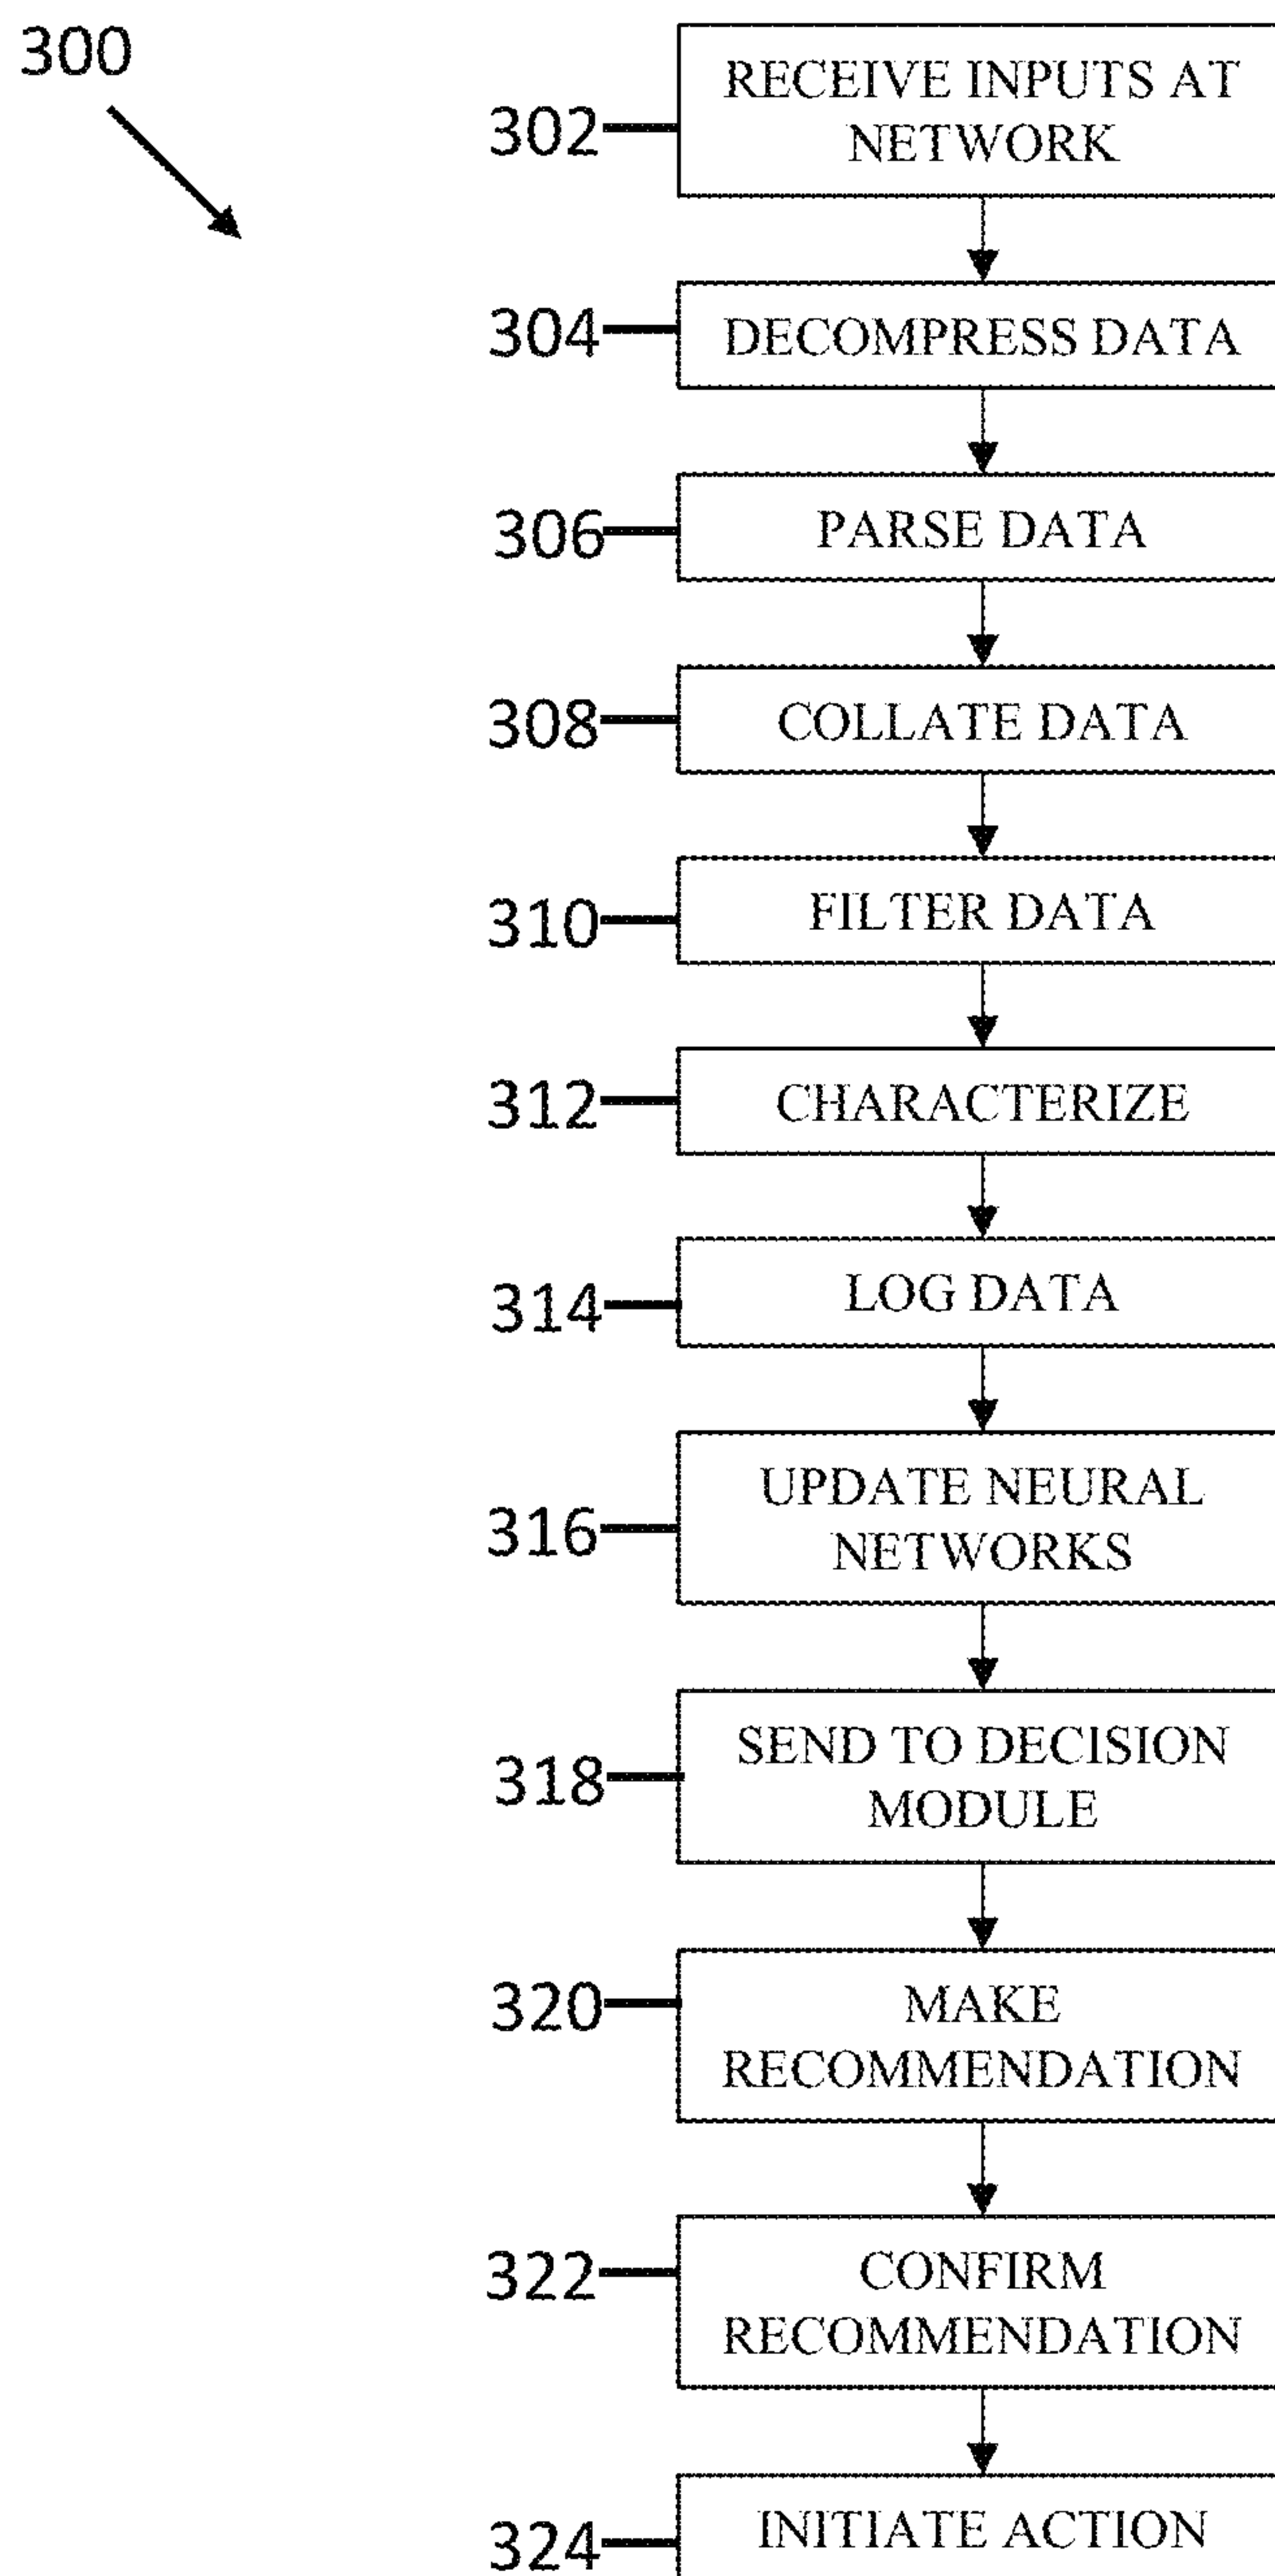 300
302
RECEIVE INPUTS AT
NETWORK
304
DECOMPRESS DATA
306
PARSE DATA
308
COLLATE DATA
310
FILTER DATA
312
CHARACTERIZE
314
LOG DATA
316
UPDATE NEURAL
NETWORKS
318
SEND TO DECISION
MODULE
320
MAKE
RECOMMENDATION
322
CONFIRM
RECOMMENDATION
324
INITIATE ACTION